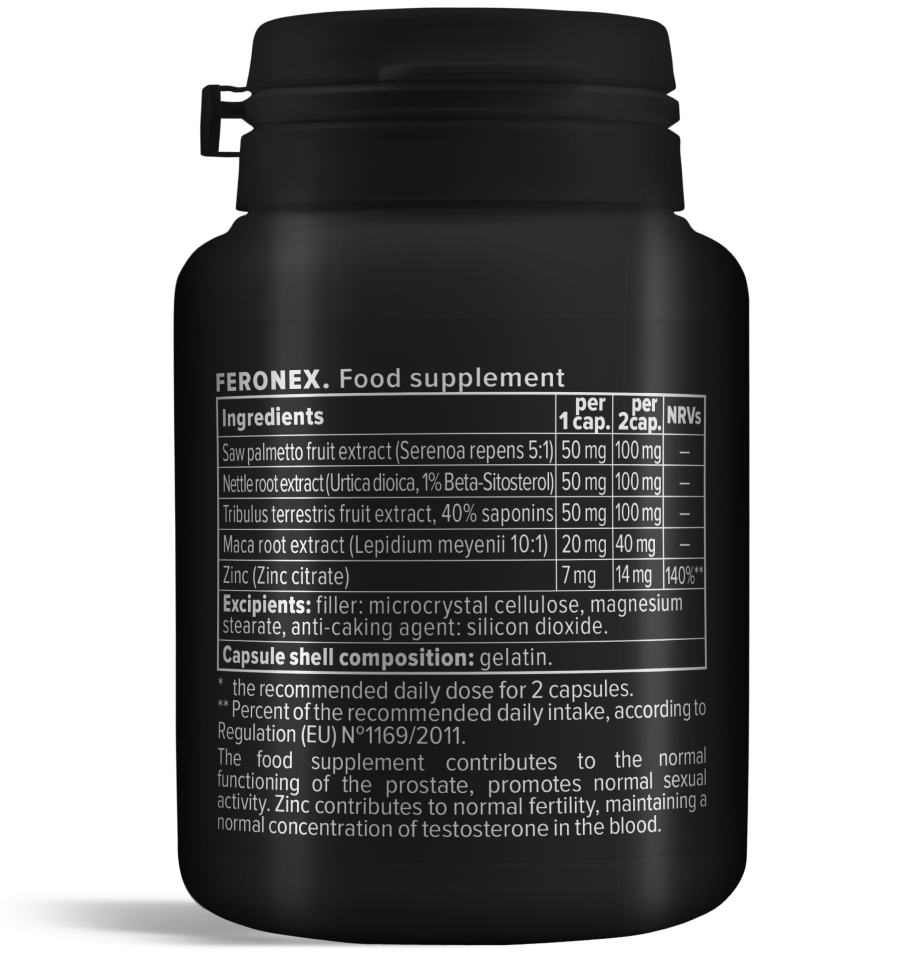 FERONEX. Food supplement
Ingredients per 1 cap. per 2cap. NRVs
Saw palmetto fruit extract (Serenoa repens 5:1) 50 mg 100 mg –
Nettle root extract (Urtica dioica, 1% Beta-Sitosterol) 50 mg 100 mg –
Tribulus terrestris fruit extract, 40% saponins 50 mg 100 mg –
Maca root extract (Lepidium meyenii 10:1) 20 mg 40 mg –
Zinc (Zinc citrate) 7 mg 14 mg 140%**
Excipients: filler: microcrystal cellulose, magnesium
stearate, anti-caking agent: silicon dioxide.
Capsule shell composition: gelatin.
* the recommended daily dose for 2 capsules.
** Percent of the recommended daily intake, according to
Regulation (EU) Nº1169/2011.
The food supplement contributes to the normal
functioning of the prostate, promotes normal sexual
activity. Zinc contributes to normal fertility, maintaining a
normal concentration of testosterone in the blood.